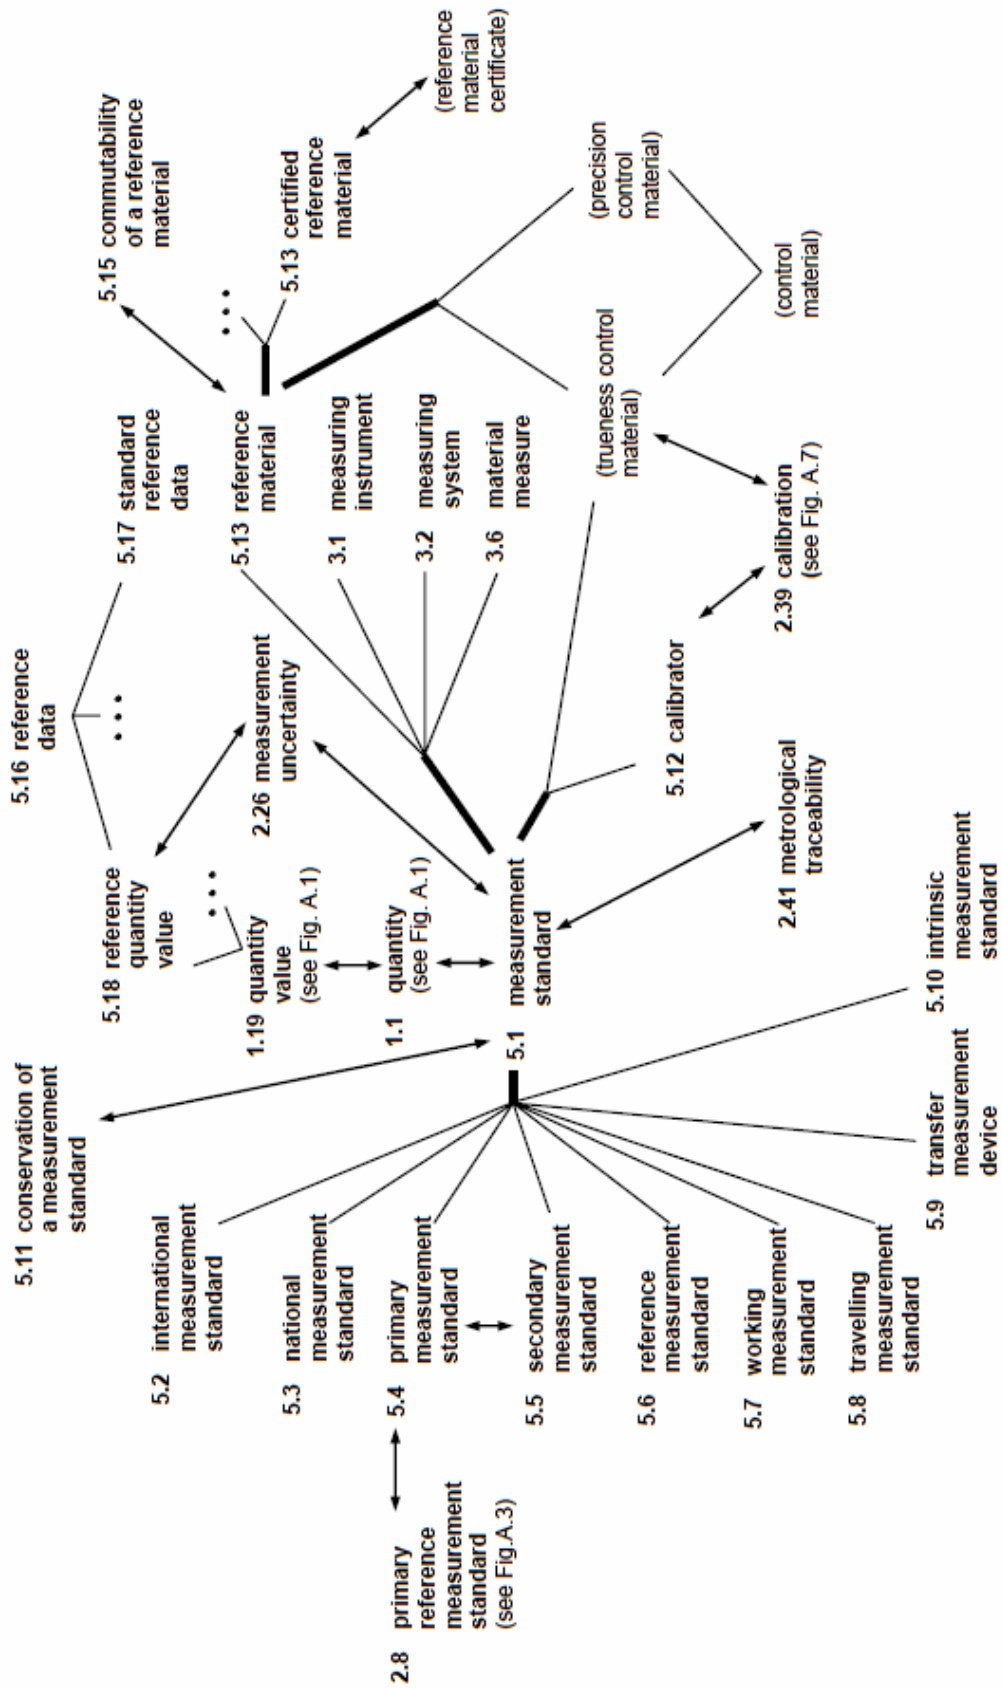 5.16 reference
data
5.11 conservation of
a measurement
standard
5.18 reference
quantity
value
5.17 standard
reference
data
5.15 commutability
of a reference
material
5.2 international
measurement
standard
1.19 quantity
value
(see Fig. A.1)
2.26 measurement
uncertainty
5.13 reference
material
5.13 certified
reference
material
5.3 national
measurement
standard
1.1 quantity
(see Fig. A.1)
3.1 measuring
instrument
(reference
material
certificate)
2.8 primary
reference
measurement
standard
(see Fig.A.3)
5.4 primary
measurement
standard
3.2 measuring
system
5.1 measurement
standard
3.6 material
measure
5.5 secondary
measurement
standard
(trueness control
material)
(precision
control
material)
5.6 reference
measurement
standard
5.12 calibrator
5.7 working
measurement
standard
2.41 metrological
traceability
2.39 calibration
(see Fig. A.7)
(control
material)
5.8 travelling
measurement
standard
5.9 transfer
measurement
device
5.10 intrinsic
measurement
standard